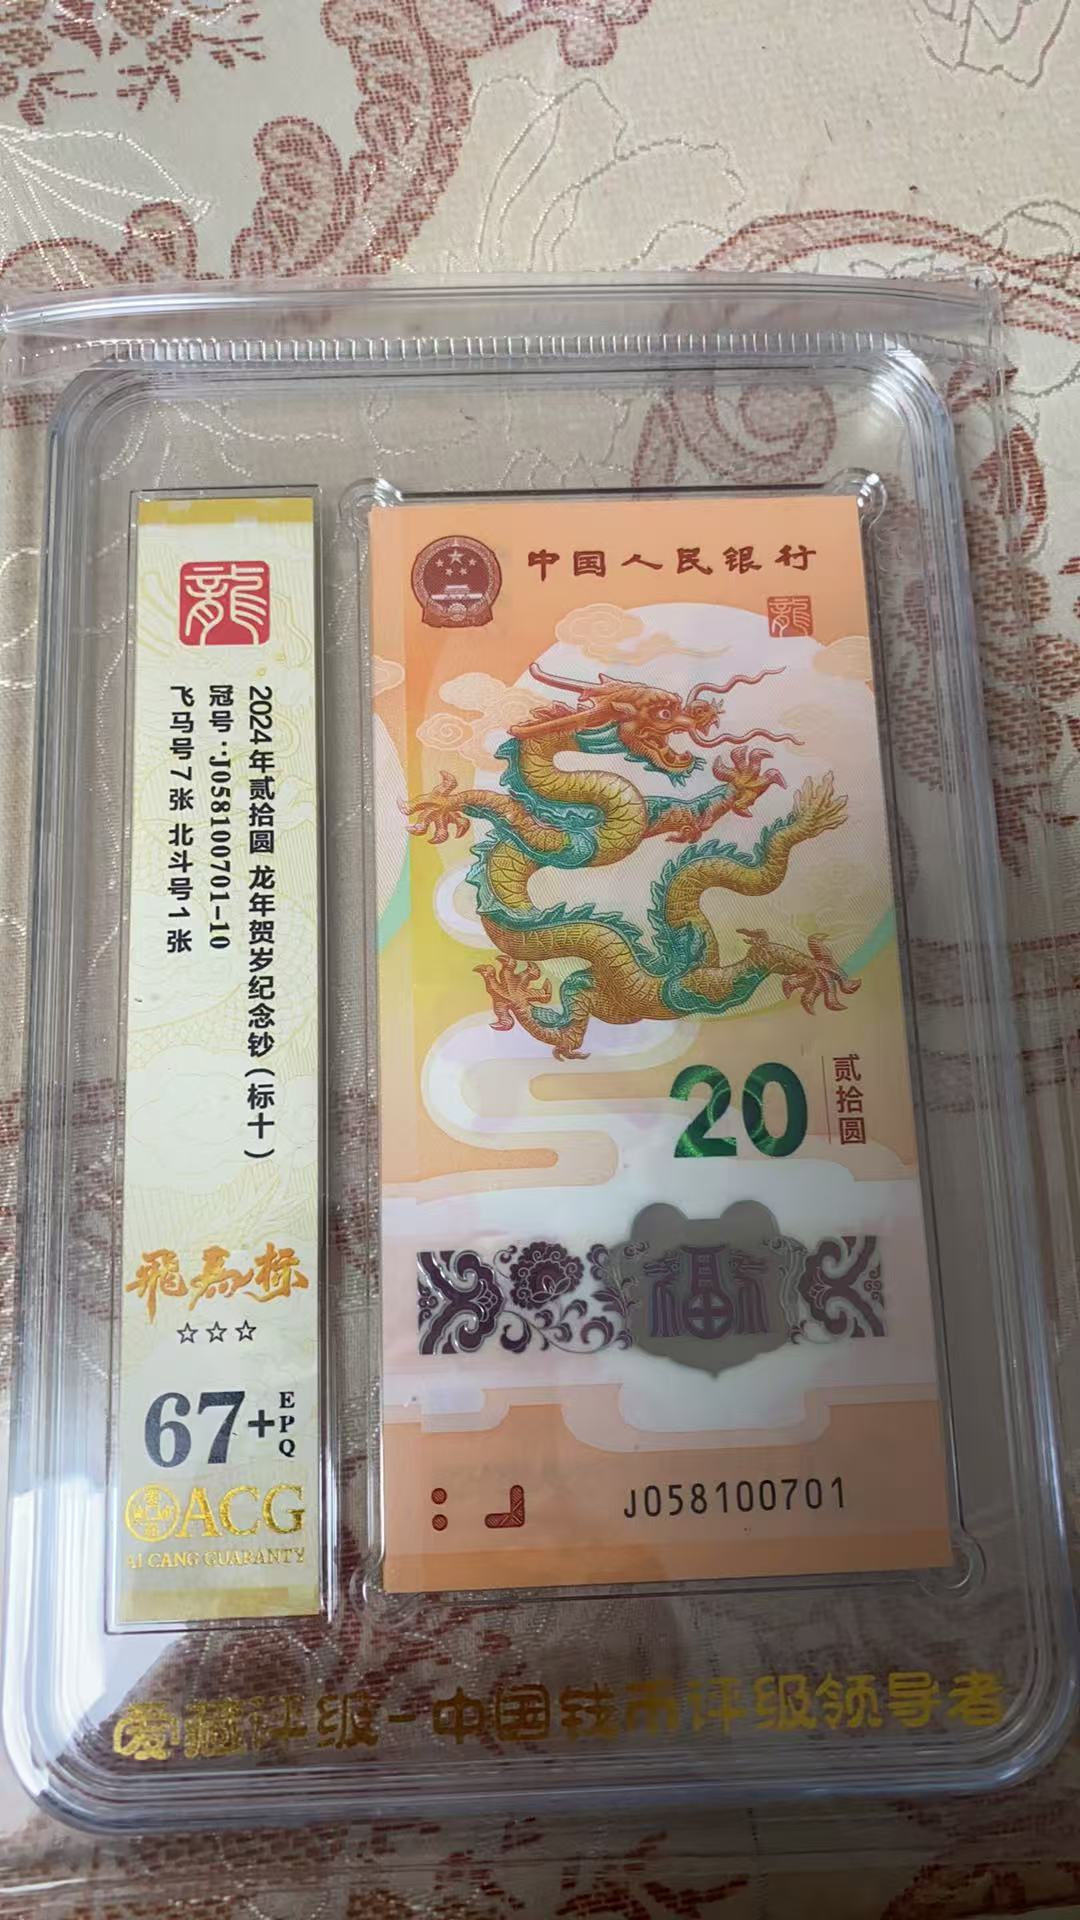 龍
2024年贰拾圆 龙年贺岁纪念钞（标十）
冠号：J058100701-10
飞马号7张 北斗号1张
飛馬标
☆☆☆
67+
EPQ
ACG
AI CANG GUARANTY
中国人民银行
龍
20
贰拾圆
福
J058100701
爱藏评级-中国钱币评级领导者